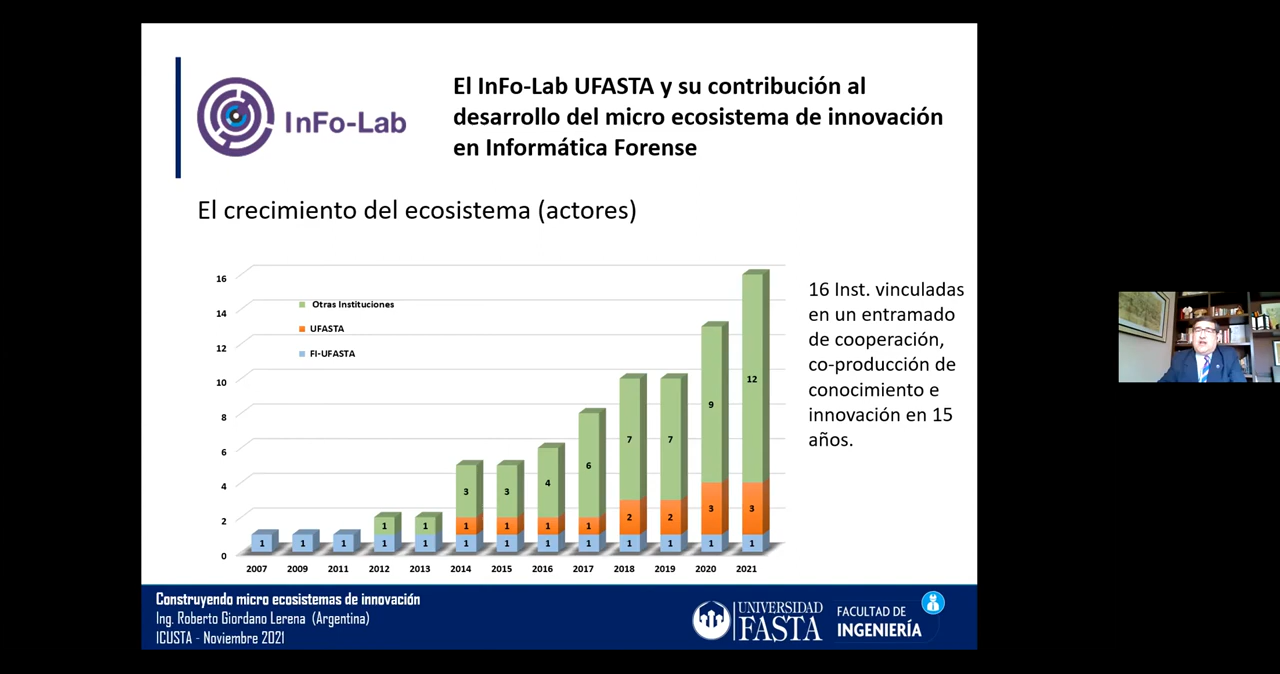 InFo-Lab
El InFo-Lab UFASTA y su contribución al
desarrollo del micro ecosistema de innovación
en Informática Forense
El crecimiento del ecosistema (actores)
16
14
12
10
8
6
4
2
0
Otras Instituciones
UFASTA
FI-UFASTA
1
1
1
1
1
1
1
3
1
1
3
1
1
4
1
1
6
1
1
7
2
1
7
2
1
9
3
1
12
3
1
2007
2009
2011
2012
2013
2014
2015
2016
2017
2018
2019
2020
2021
16 Inst. vinculadas
en un entramado
de cooperación,
co-producción de
conocimiento e
innovación en 15
años.
Construyendo micro ecosistemas de innovación
Ing. Roberto Giordano Lerena (Argentina)
ICUSTA - Noviembre 2021
UNIVERSIDAD
FASTA
FACULTAD DE
INGENIERÍA